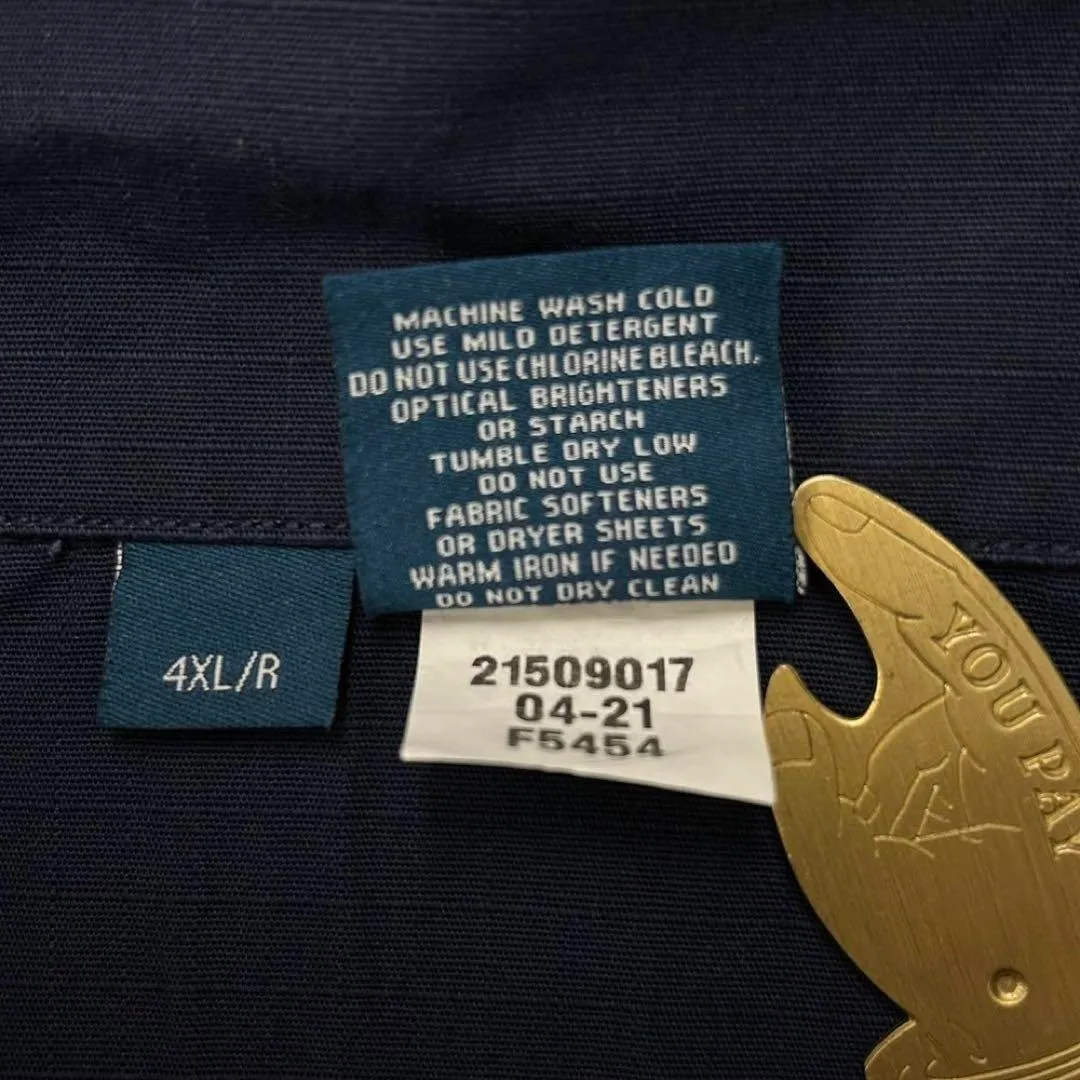 MACHINE WASH COLD
USE MILD DETERGENT
DO NOT USE CHLORINE BLEACH,
OPTICAL BRIGHTENERS
OR STARCH
TUMBLE DRY LOW
DO NOT USE
FABRIC SOFTENERS
OR DRYER SHEETS
WARM IRON IF NEEDED
DO NOT DRY CLEAN
4XL/R
21509017
04-21
F5454
YOU PAY